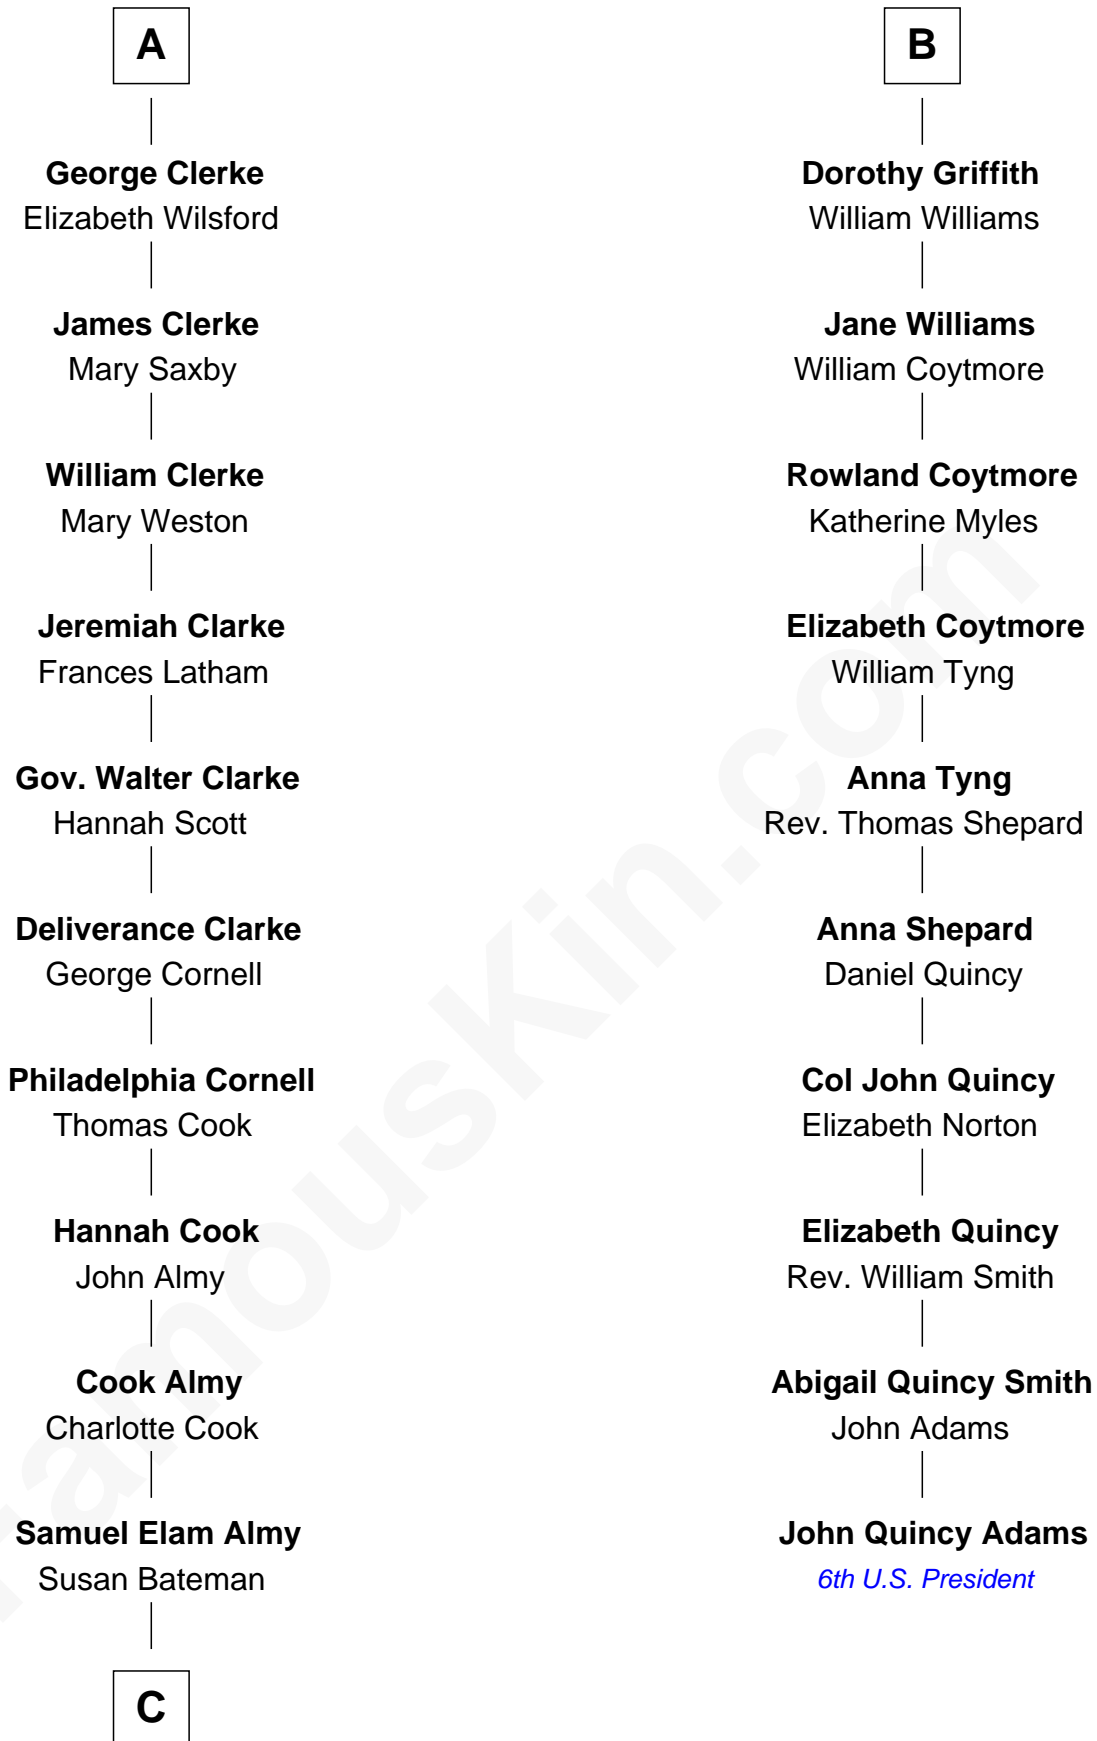 A
George Clerke
Elizabeth Wilsford
James Clerke
Mary Saxby
William Clerke
Mary Weston
Jeremiah Clarke
Frances Latham
Gov. Walter Clarke
Hannah Scott
Deliverance Clarke
George Cornell
Philadelphia Cornell
Thomas Cook
Hannah Cook
John Almy
Cook Almy
Charlotte Cook
Samuel Elam Almy
Susan Bateman
C
B
Dorothy Griffith
William Williams
Jane Williams
William Coytmore
Rowland Coytmore
Katherine Myles
Elizabeth Coytmore
William Tyng
Anna Tyng
Rev. Thomas Shepard
Anna Shepard
Daniel Quincy
Col John Quincy
Elizabeth Norton
Elizabeth Quincy
Rev. William Smith
Abigail Quincy Smith
John Adams
John Quincy Adams
6th U.S. President
FamousKin.com